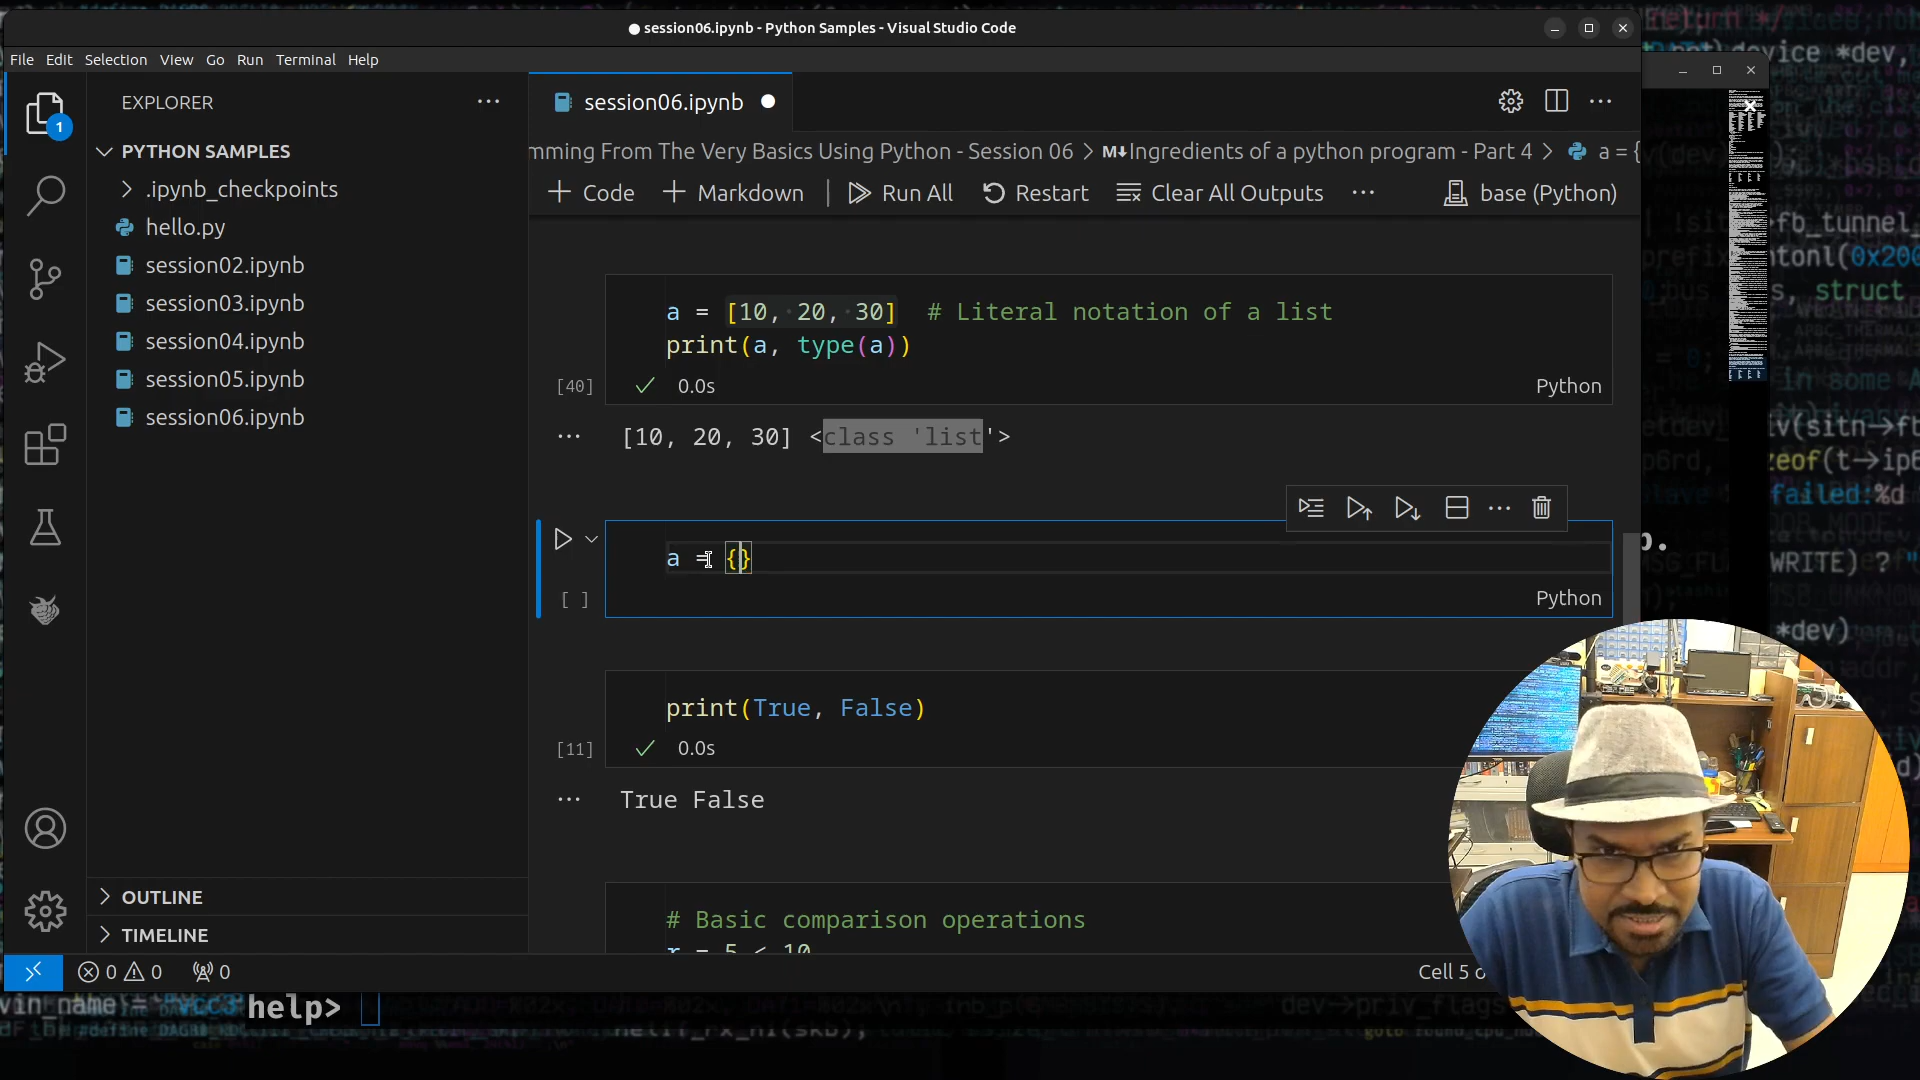 session06.ipynb - Python Samples - Visual Studio Code
File Edit Selection View Go Run Terminal Help
EXPLORER
PYTHON SAMPLES
.ipynb_checkpoints
hello.py
session02.ipynb
session03.ipynb
session04.ipynb
session05.ipynb
session06.ipynb
OUTLINE
TIMELINE
1
session06.ipynb
mming From The Very Basics Using Python - Session 06 > M↓Ingredients of a python program - Part 4 > a = {
+ Code + Markdown Run All Restart Clear All Outputs ... base (Python)
a = [10, 20, 30] # Literal notation of a list
print(a, type(a))
[40] 0.0s Python
[10, 20, 30] <class 'list'>
a = {}
[ ] Python
print(True, False)
[11] 0.0s
True False
# Basic comparison operations
r = 5 < 10
0 0 0 Cell 5 o
help>